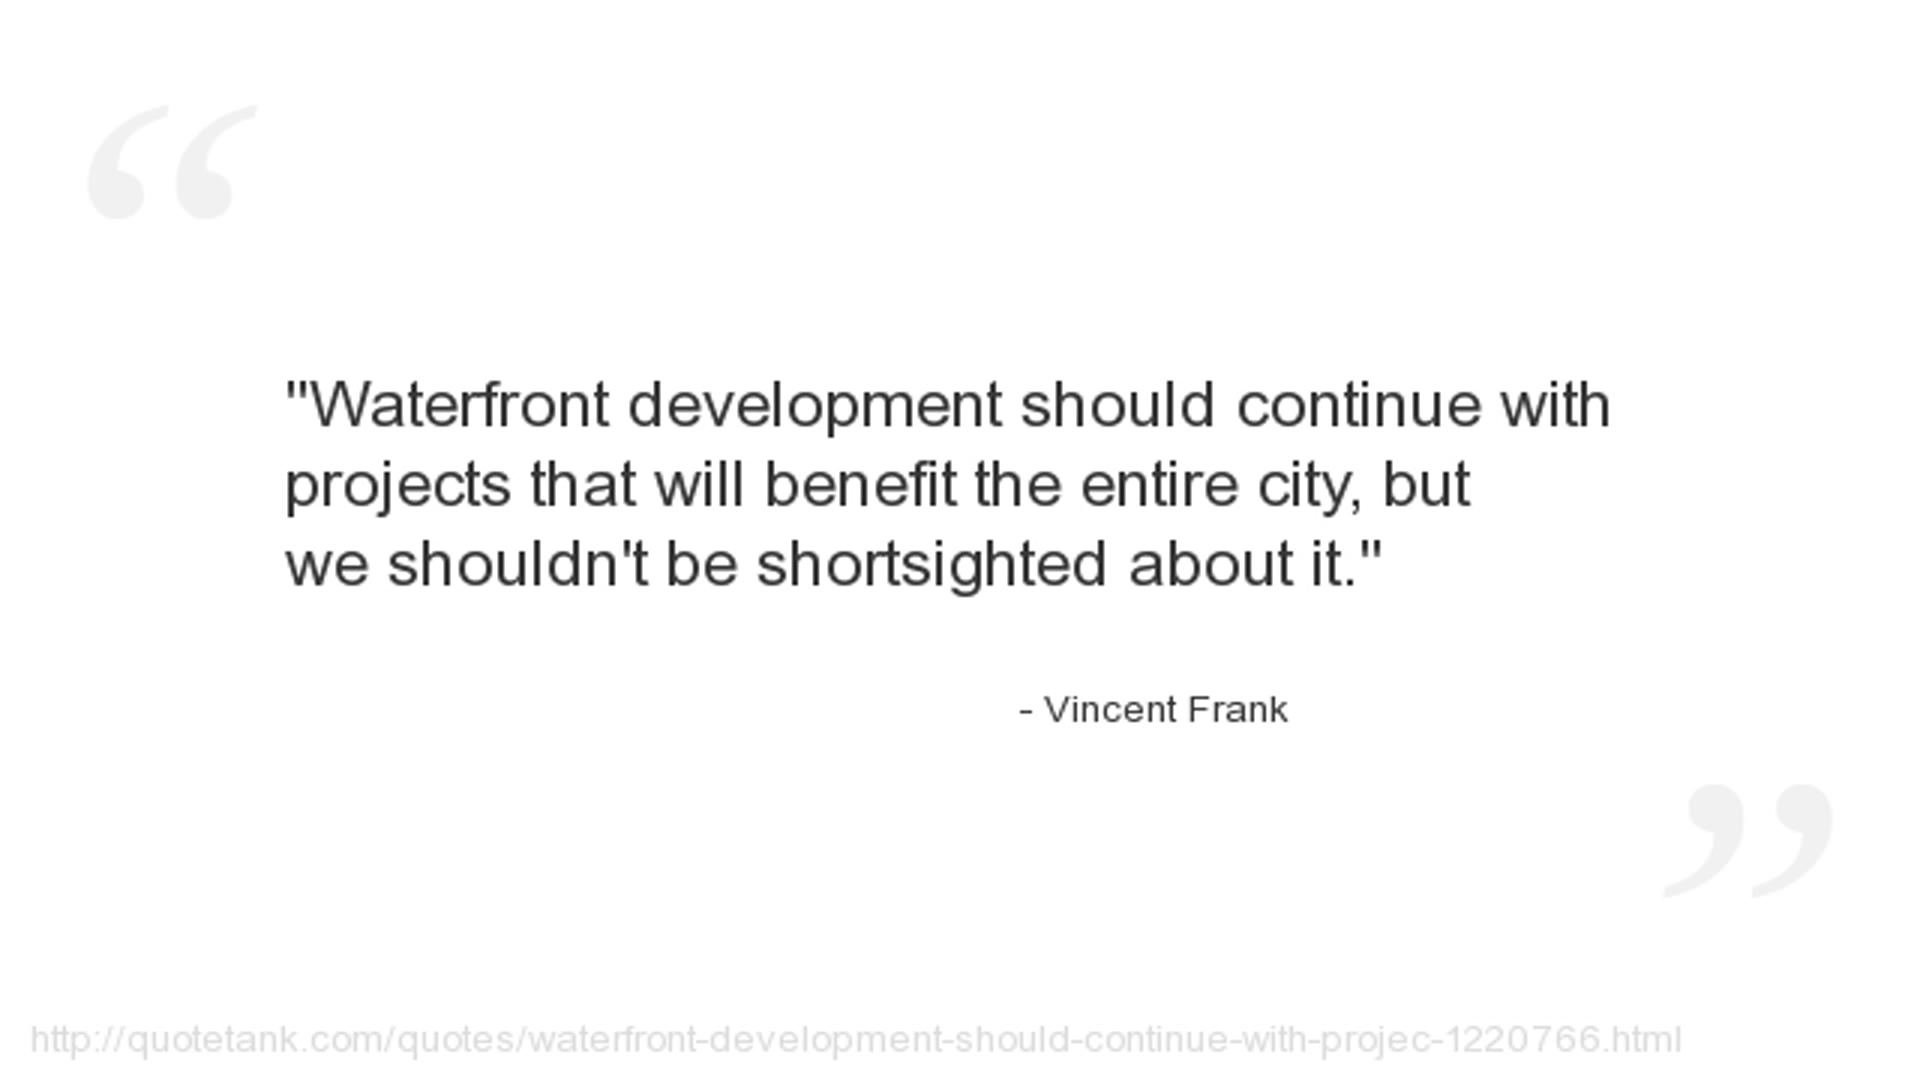 "Waterfront development should continue with
projects that will benefit the entire city, but
we shouldn't be shortsighted about it."
- Vincent Frank
http://quotetank.com/quotes/waterfront-development-should-continue-with-projec-1220766.html